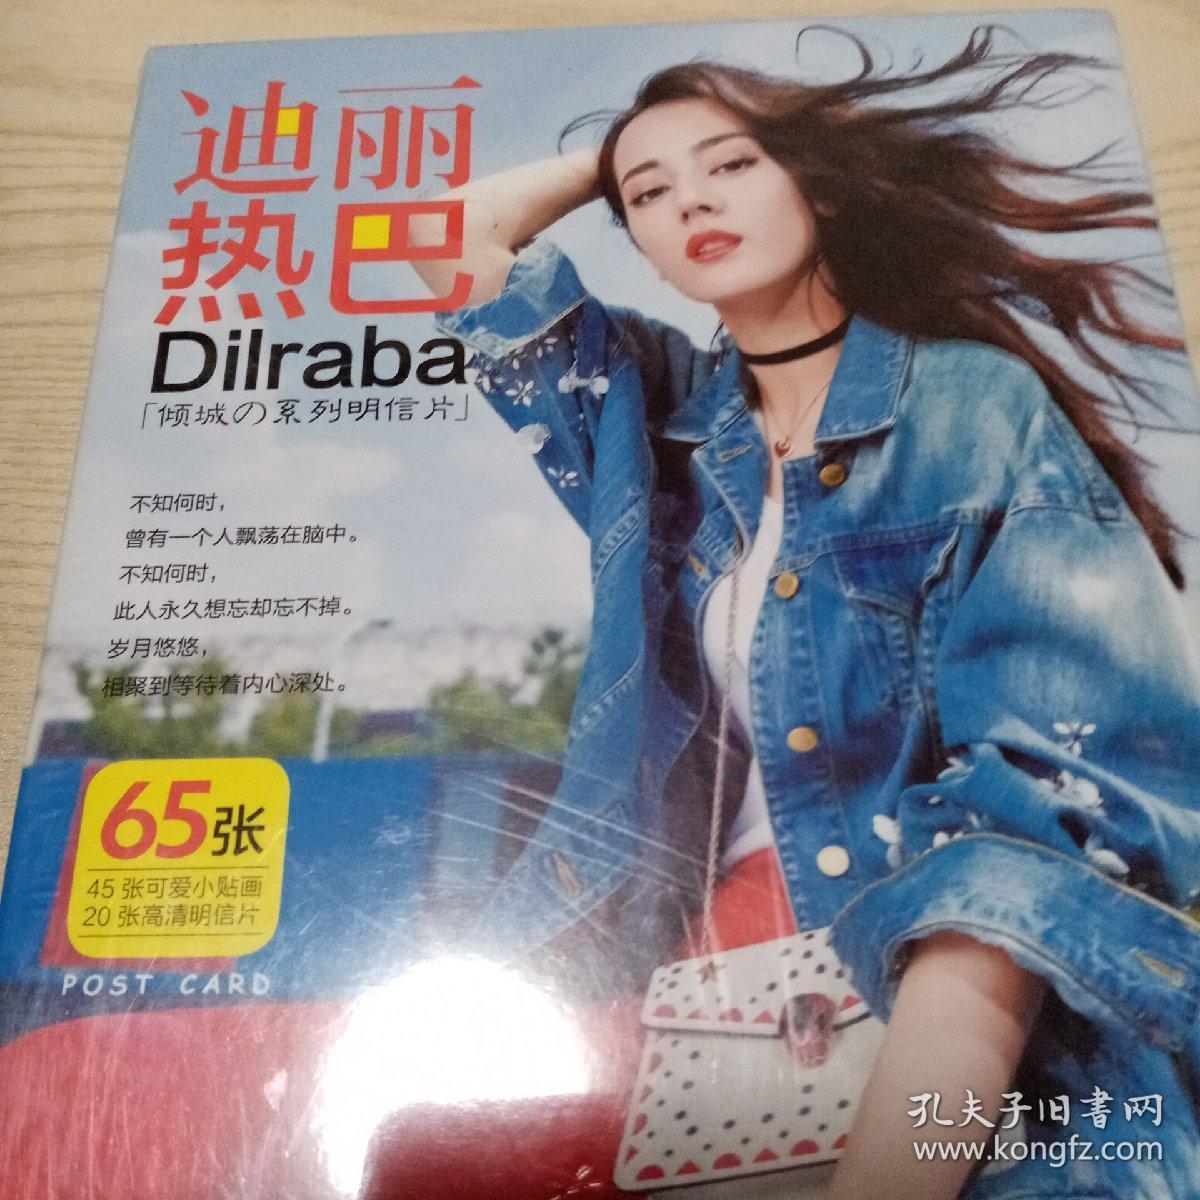 迪丽
热巴
Dilraba
「倾城の系列明信片」
不知何时，
曾有一个人飘荡在脑中。
不知何时，
此人永久想忘却忘不掉。
岁月悠悠，
相聚到等待着内心深处。
65张
45张可爱小贴画
20张高清明信片
POST CARD
孔夫子旧書网
www.kongfz.com